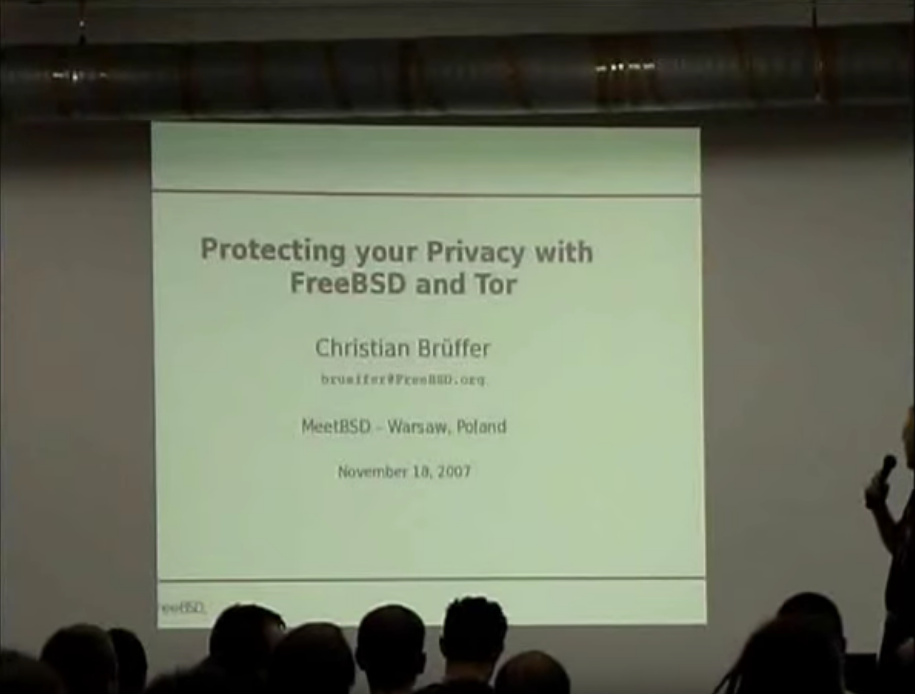 Protecting your Privacy with
FreeBSD and Tor
Christian Brüffer
brueffer@FreeBSD.org
MeetBSD – Warsaw, Poland
November 18, 2007
reeBSD.